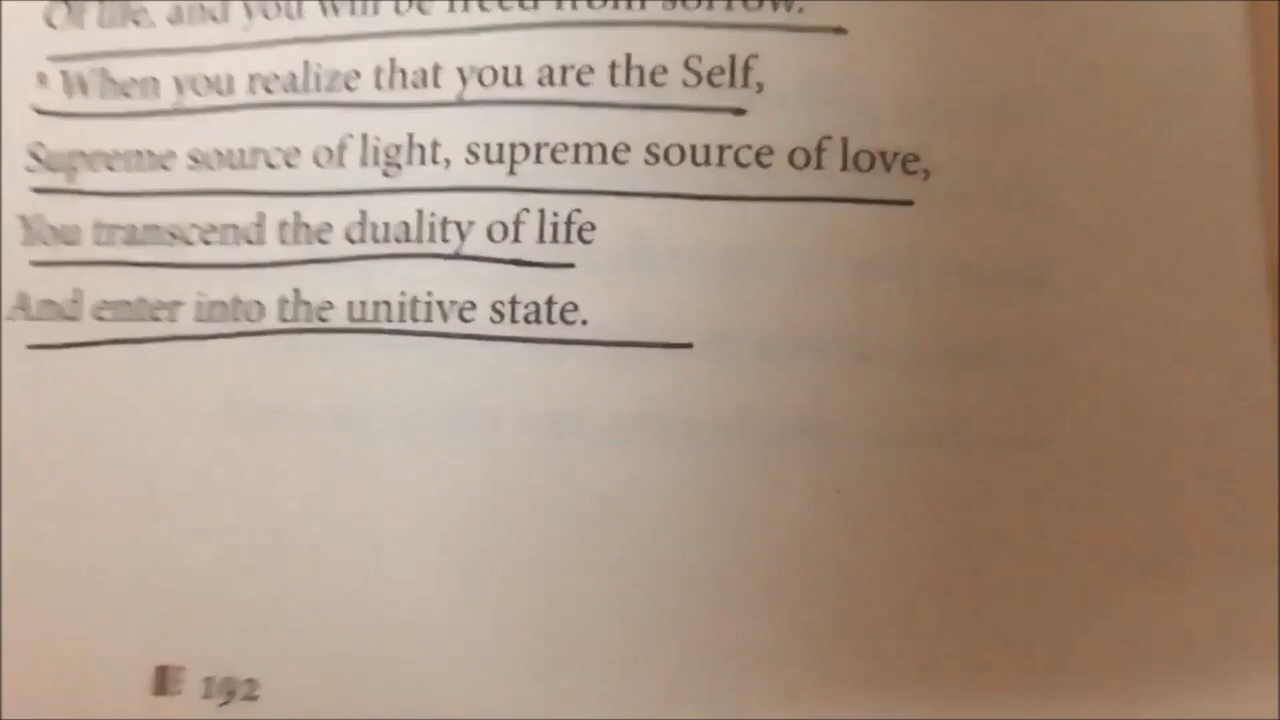 Of life, and you will be freed from sorrow.
3 When you realize that you are the Self,
Supreme source of light, supreme source of love,
You transcend the duality of life
And enter into the unitive state.
192